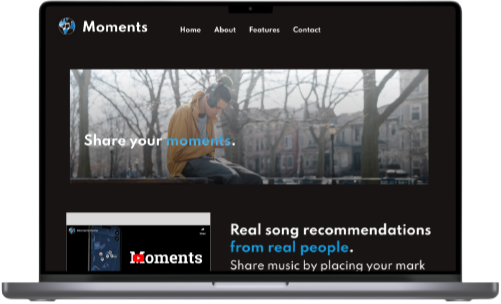 Moments
Home About Features Contact
Share your moments.
Moments
Real song recommendations
from real people.
Share music by placing your mark